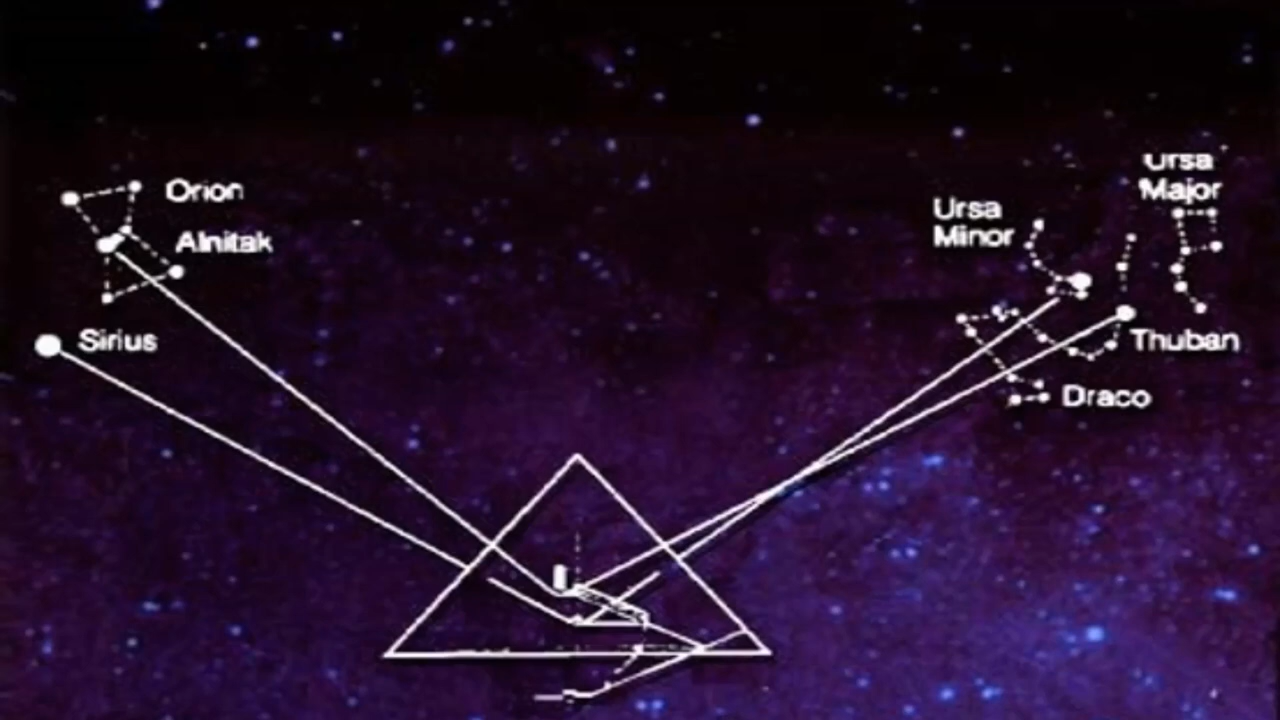 Orion
Alnitak
Sirius
Ursa
Minor
Ursa
Major
Thuban
Draco